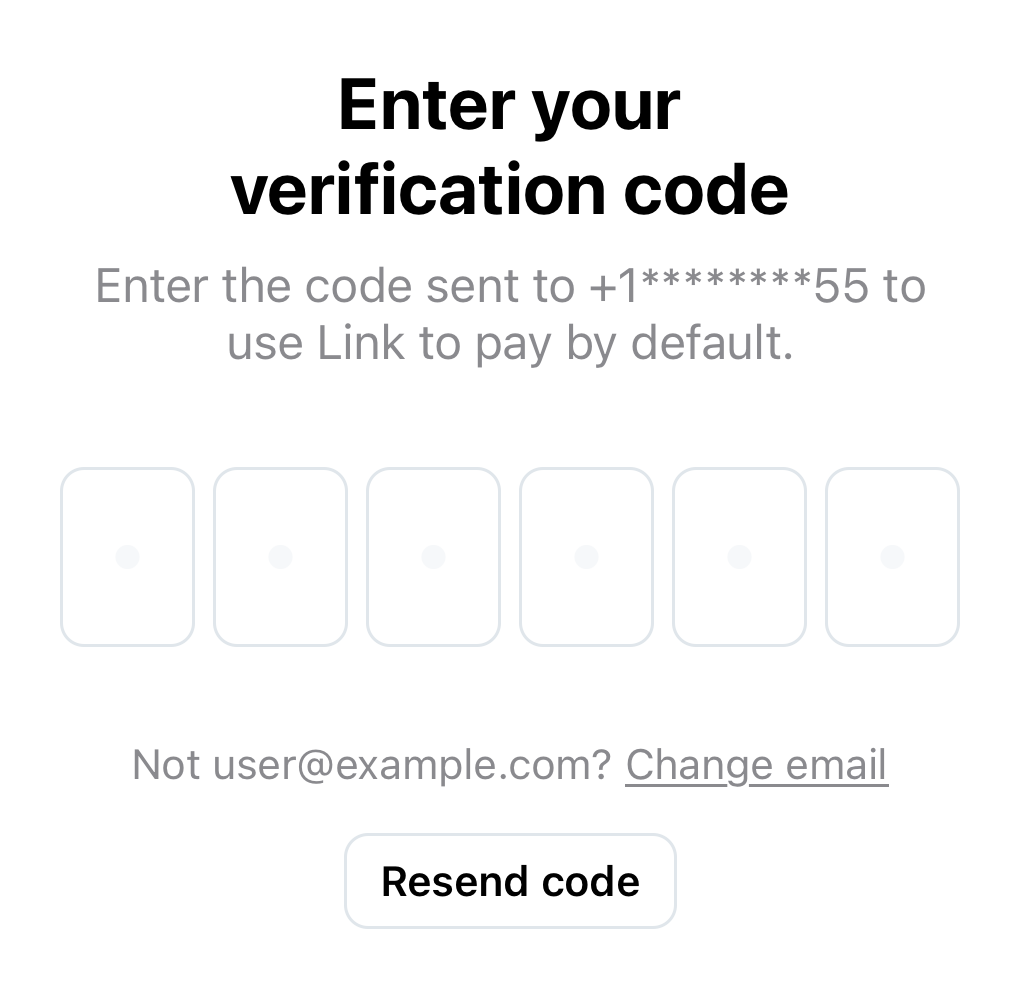 Enter your
verification code
Enter the code sent to +1********55 to
use Link to pay by default.
Not user@example.com? Change email
Resend code